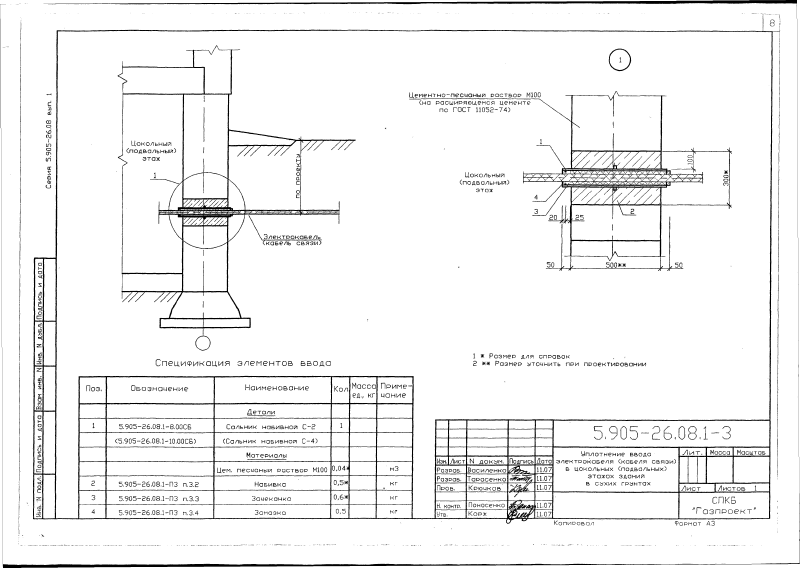 8
Серия 5.905-26.08 вып. 1
Цокольный
(подвальный)
этаж
1
по проекту
Электрокабель
(кабель связи)
1
Цементно-песчаный раствор М100
(на расширяющемся цементе
по ГОСТ 11052-74)
1
Цокольный
(подвальный)
этаж
4
3
2
100
300**
20
25
50
500**
50
1 * Размер для справок
2 ** Размер уточнить при проектировании
Спецификация элементов ввода
Поз. Обозначение Наименование Кол. Масса ед., кг Примечание
Детали
1 5.905-26.08.1-8.00СБ Сальник набивной С-2 1
(5.905-26.08.1-10.00СБ) (Сальник набивной С-4)
Материалы
Цем. песчаный раствор М100 0,04* м3
2 5.905-26.08.1-ПЗ п.3.2 Набивка 0,5* кг
3 5.905-26.08.1-ПЗ п.3.3 Зачеканка 0,6* кг
4 5.905-26.08.1-ПЗ п.3.4 Замазка 0,5 кг
Инв. N подл. Подпись и дата Взам инв. N Инв. N дубл. Подпись и дата
5.905-26.08.1-3
Изм. Лист N докум. Подпись Дата
Разраб. Василенко 11.07
Разраб. Тарасенко 11.07
Пров. Крючков 11.07
Н. контр. Панасенко 11.07
Утв. Корж 11.07
Уплотнение ввода
электрокабеля (кабеля связи)
в цокольных (подвальных)
этажах зданий
в сухих грунтах
Лит. Масса Масштаб
Лист Листов 1
СПКБ
"Газпроект"
Копировал Формат А3